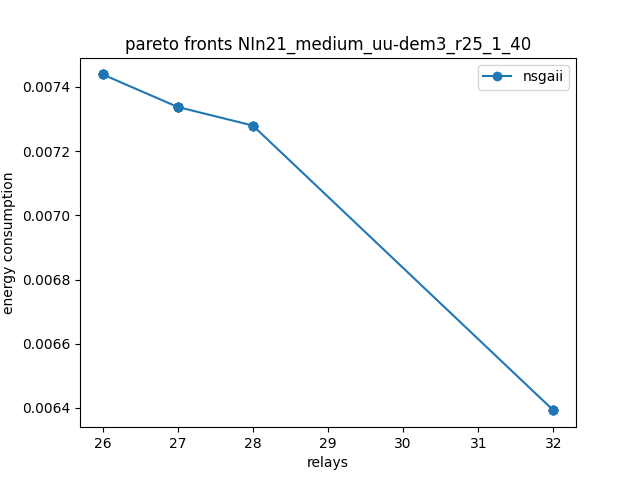 pareto fronts NIn21_medium_uu-dem3_r25_1_40
nsgaii
energy consumption
0.0074
0.0072
0.0070
0.0068
0.0066
0.0064
26 27 28 29 30 31 32
relays